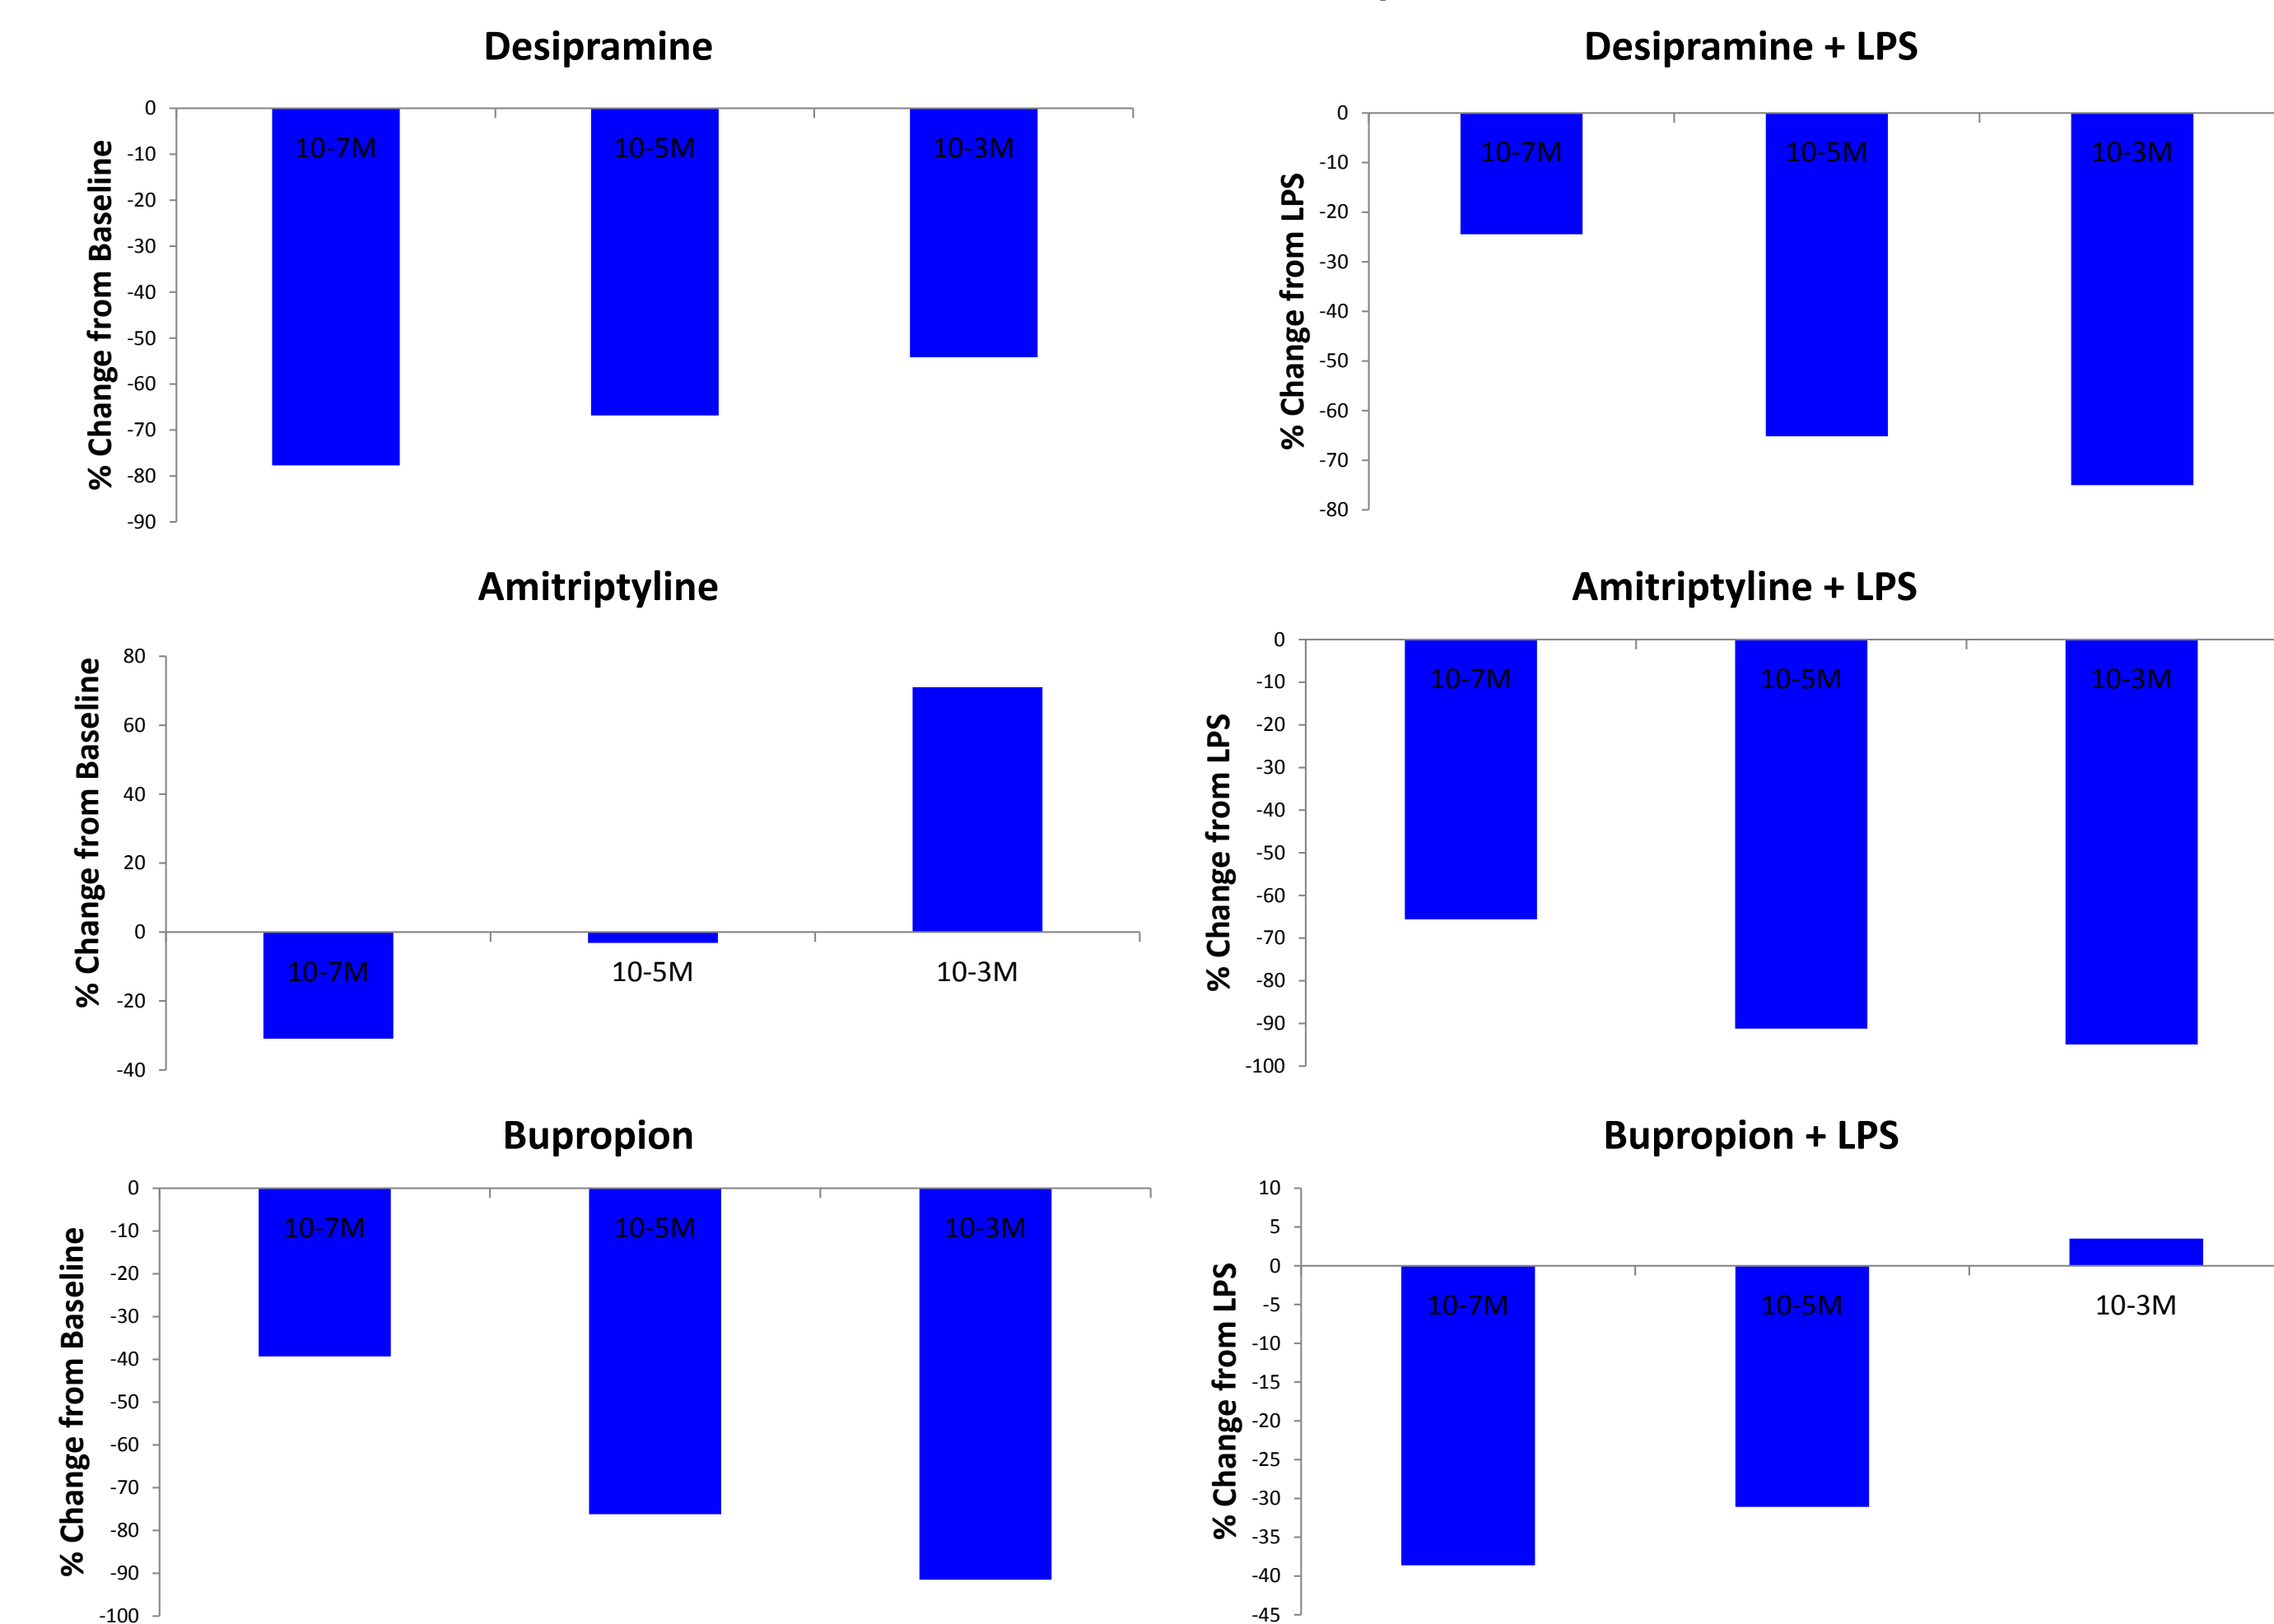 Desipramine
% Change from Baseline
0
-10
-20
-30
-40
-50
-60
-70
-80
-90
10-7M
10-5M
10-3M
Desipramine + LPS
% Change from LPS
0
-10
-20
-30
-40
-50
-60
-70
-80
10-7M
10-5M
10-3M
Amitriptyline
% Change from Baseline
80
60
40
20
0
-20
-40
10-7M
10-5M
10-3M
Amitriptyline + LPS
% Change from LPS
0
-10
-20
-30
-40
-50
-60
-70
-80
-90
-100
10-7M
10-5M
10-3M
Bupropion
% Change from Baseline
0
-10
-20
-30
-40
-50
-60
-70
-80
-90
-100
10-7M
10-5M
10-3M
Bupropion + LPS
% Change from LPS
10
5
0
-5
-10
-15
-20
-25
-30
-35
-40
-45
10-7M
10-5M
10-3M